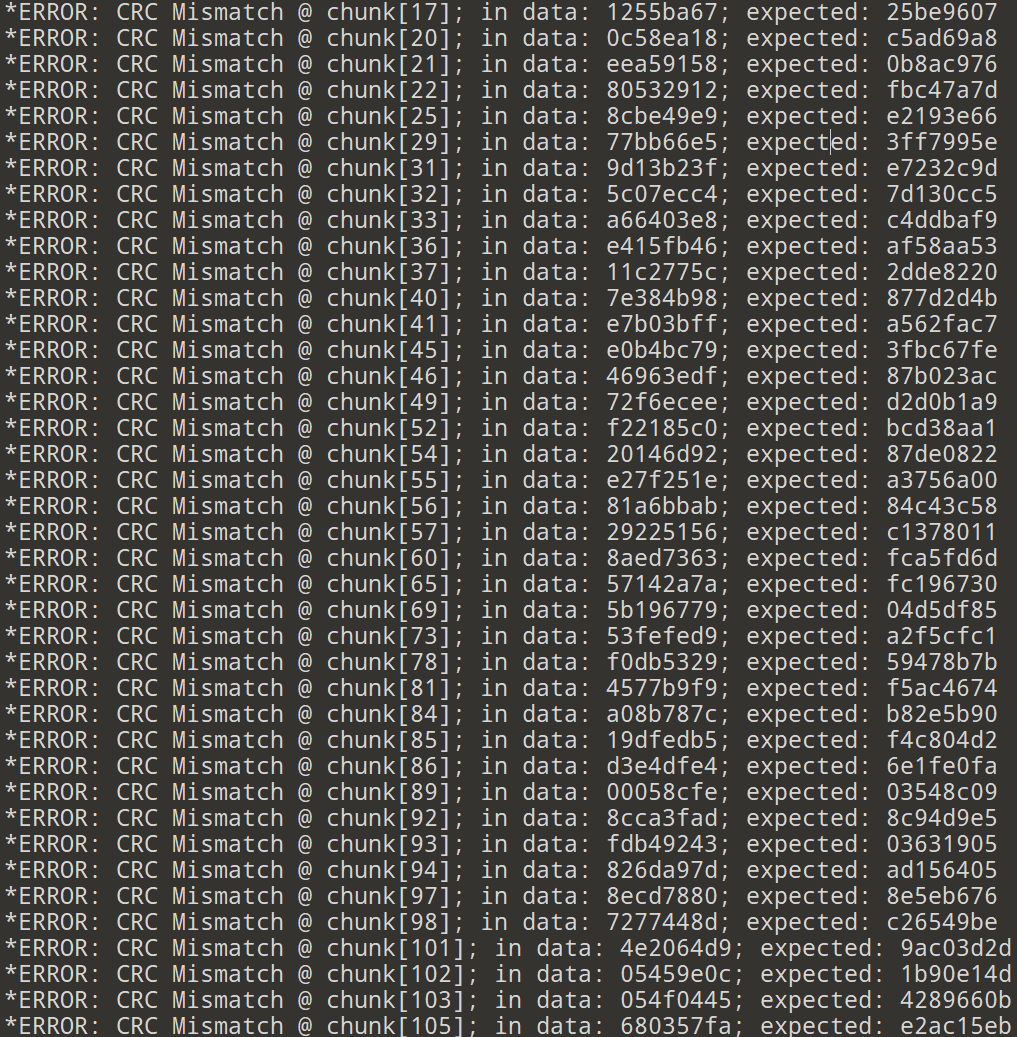 *ERROR: CRC Mismatch @ chunk[17]; in data: 1255ba67; expected: 25be9607
*ERROR: CRC Mismatch @ chunk[20]; in data: 0c58ea18; expected: c5ad69a8
*ERROR: CRC Mismatch @ chunk[21]; in data: eea59158; expected: 0b8ac976
*ERROR: CRC Mismatch @ chunk[22]; in data: 80532912; expected: fbc47a7d
*ERROR: CRC Mismatch @ chunk[25]; in data: 8cbe49e9; expected: e2193e66
*ERROR: CRC Mismatch @ chunk[29]; in data: 77bb66e5; expected: 3ff7995e
*ERROR: CRC Mismatch @ chunk[31]; in data: 9d13b23f; expected: e7232c9d
*ERROR: CRC Mismatch @ chunk[32]; in data: 5c07ecc4; expected: 7d130cc5
*ERROR: CRC Mismatch @ chunk[33]; in data: a66403e8; expected: c4ddbaf9
*ERROR: CRC Mismatch @ chunk[36]; in data: e415fb46; expected: af58aa53
*ERROR: CRC Mismatch @ chunk[37]; in data: 11c2775c; expected: 2dde8220
*ERROR: CRC Mismatch @ chunk[40]; in data: 7e384b98; expected: 877d2d4b
*ERROR: CRC Mismatch @ chunk[41]; in data: e7b03bff; expected: a562fac7
*ERROR: CRC Mismatch @ chunk[45]; in data: e0b4bc79; expected: 3fbc67fe
*ERROR: CRC Mismatch @ chunk[46]; in data: 46963edf; expected: 87b023ac
*ERROR: CRC Mismatch @ chunk[49]; in data: 72f6ecee; expected: d2d0b1a9
*ERROR: CRC Mismatch @ chunk[52]; in data: f22185c0; expected: bcd38aa1
*ERROR: CRC Mismatch @ chunk[54]; in data: 20146d92; expected: 87de0822
*ERROR: CRC Mismatch @ chunk[55]; in data: e27f251e; expected: a3756a00
*ERROR: CRC Mismatch @ chunk[56]; in data: 81a6bbab; expected: 84c43c58
*ERROR: CRC Mismatch @ chunk[57]; in data: 29225156; expected: c1378011
*ERROR: CRC Mismatch @ chunk[60]; in data: 8aed7363; expected: fca5fd6d
*ERROR: CRC Mismatch @ chunk[65]; in data: 57142a7a; expected: fc196730
*ERROR: CRC Mismatch @ chunk[69]; in data: 5b196779; expected: 04d5df85
*ERROR: CRC Mismatch @ chunk[73]; in data: 53fefed9; expected: a2f5cfc1
*ERROR: CRC Mismatch @ chunk[78]; in data: f0db5329; expected: 59478b7b
*ERROR: CRC Mismatch @ chunk[81]; in data: 4577b9f9; expected: f5ac4674
*ERROR: CRC Mismatch @ chunk[84]; in data: a08b787c; expected: b82e5b90
*ERROR: CRC Mismatch @ chunk[85]; in data: 19dfedb5; expected: f4c804d2
*ERROR: CRC Mismatch @ chunk[86]; in data: d3e4dfe4; expected: 6e1fe0fa
*ERROR: CRC Mismatch @ chunk[89]; in data: 00058cfe; expected: 03548c09
*ERROR: CRC Mismatch @ chunk[92]; in data: 8cca3fad; expected: 8c94d9e5
*ERROR: CRC Mismatch @ chunk[93]; in data: fdb49243; expected: 03631905
*ERROR: CRC Mismatch @ chunk[94]; in data: 826da97d; expected: ad156405
*ERROR: CRC Mismatch @ chunk[97]; in data: 8ecd7880; expected: 8e5eb676
*ERROR: CRC Mismatch @ chunk[98]; in data: 7277448d; expected: c26549be
*ERROR: CRC Mismatch @ chunk[101]; in data: 4e2064d9; expected: 9ac03d2d
*ERROR: CRC Mismatch @ chunk[102]; in data: 05459e0c; expected: 1b90e14d
*ERROR: CRC Mismatch @ chunk[103]; in data: 054f0445; expected: 4289660b
*ERROR: CRC Mismatch @ chunk[105]; in data: 680357fa; expected: e2ac15eb